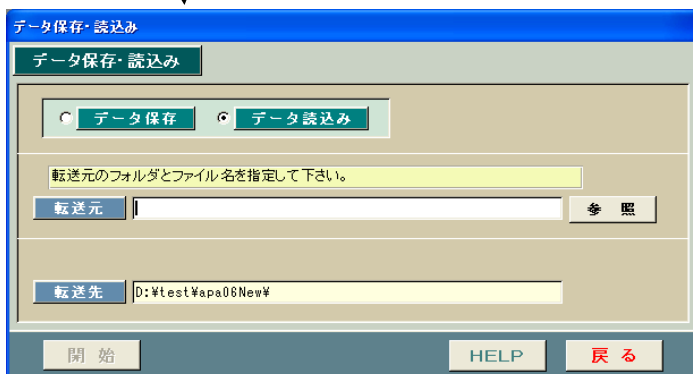 データ保存・読込み
データ保存・読込み
データ保存 データ読込み
転送元のフォルダとファイル名を指定して下さい。
転送元 参 照
転送先 D:¥test¥apa06New¥
開 始 HELP 戻 る